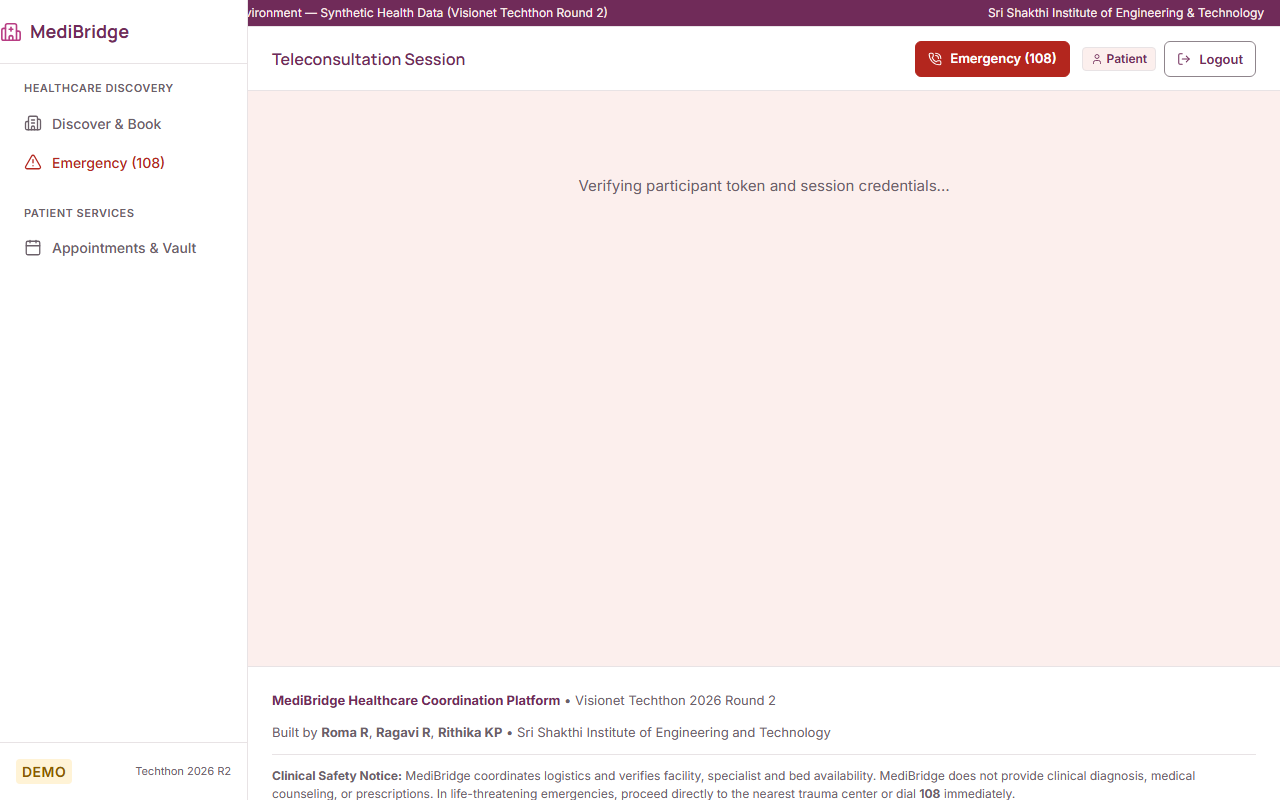 MediBridge
HEALTHCARE DISCOVERY
Discover & Book
Emergency (108)
PATIENT SERVICES
Appointments & Vault
DEMO
Techthon 2026 R2
— Synthetic Health Data (Visionet Techthon Round 2)
Sri Shakthi Institute of Engineering & Technology
Teleconsultation Session
Emergency (108)
Patient
Logout
Verifying participant token and session credentials...
MediBridge Healthcare Coordination Platform • Visionet Techthon 2026 Round 2
Built by Roma R, Ragavi R, Rithika KP • Sri Shakthi Institute of Engineering and Technology
Clinical Safety Notice: MediBridge coordinates logistics and verifies facility, specialist and bed availability. MediBridge does not provide clinical diagnosis, medical
counseling, or prescriptions. In life-threatening emergencies, proceed directly to the nearest trauma center or dial 108 immediately.